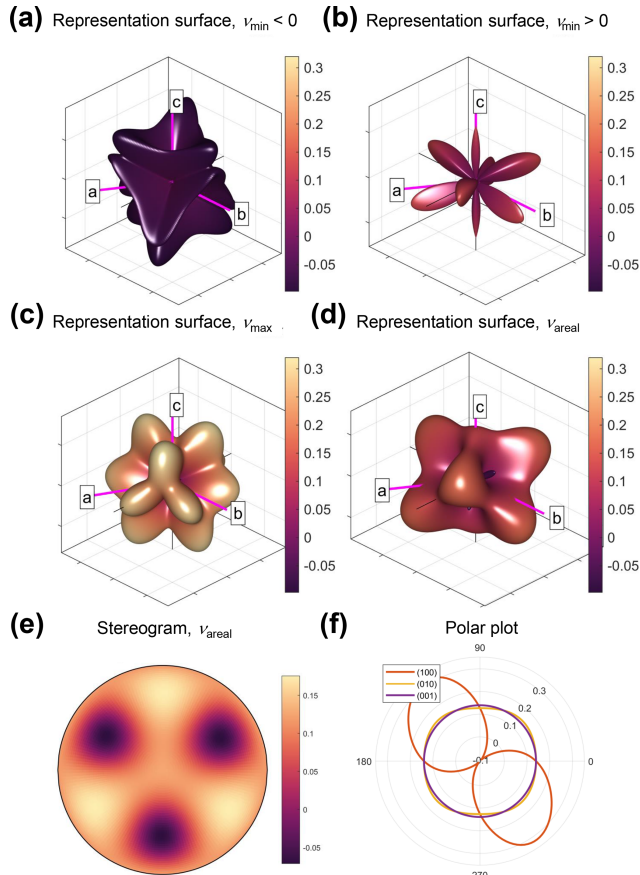 (a) Representation surface, νmin < 0
(b) Representation surface, νmin > 0
c
a
b
0.3
0.25
0.2
0.15
0.1
0.05
0
-0.05
c
a
b
0.3
0.25
0.2
0.15
0.1
0.05
0
-0.05
(c) Representation surface, νmax .
(d) Representation surface, νareal
c
a
b
0.3
0.25
0.2
0.15
0.1
0.05
0
-0.05
c
a
b
0.3
0.25
0.2
0.15
0.1
0.05
0
-0.05
(e) Stereogram, νareal
0.15
0.1
0.05
0
-0.05
(f) Polar plot
90
(100)
(010)
(001)
0.3
0.2
0.1
0
-0.1
180
0
270